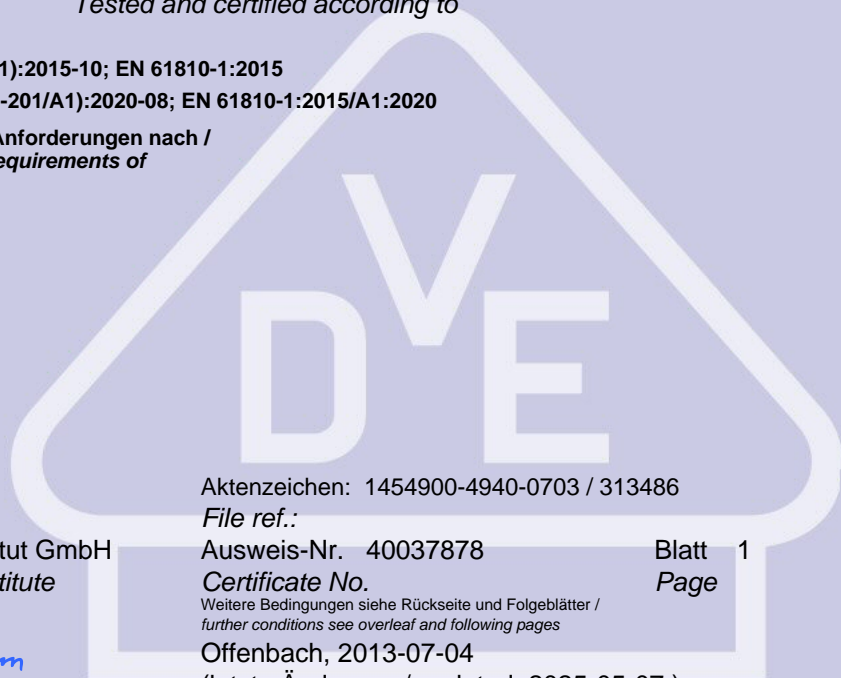 Tested and certified according to
1):2015-10; EN 61810-1:2015
-201/A1):2020-08; EN 61810-1:2015/A1:2020
Anforderungen nach /
equirements of
DVE
Aktenzeichen: 1454900-4940-0703 / 313486
File ref.:
tut GmbH Ausweis-Nr. 40037878 Blatt 1
titute Certificate No. Page
Weitere Bedingungen siehe Rückseite und Folgeblätter /
further conditions see overleaf and following pages
Offenbach, 2013-07-04